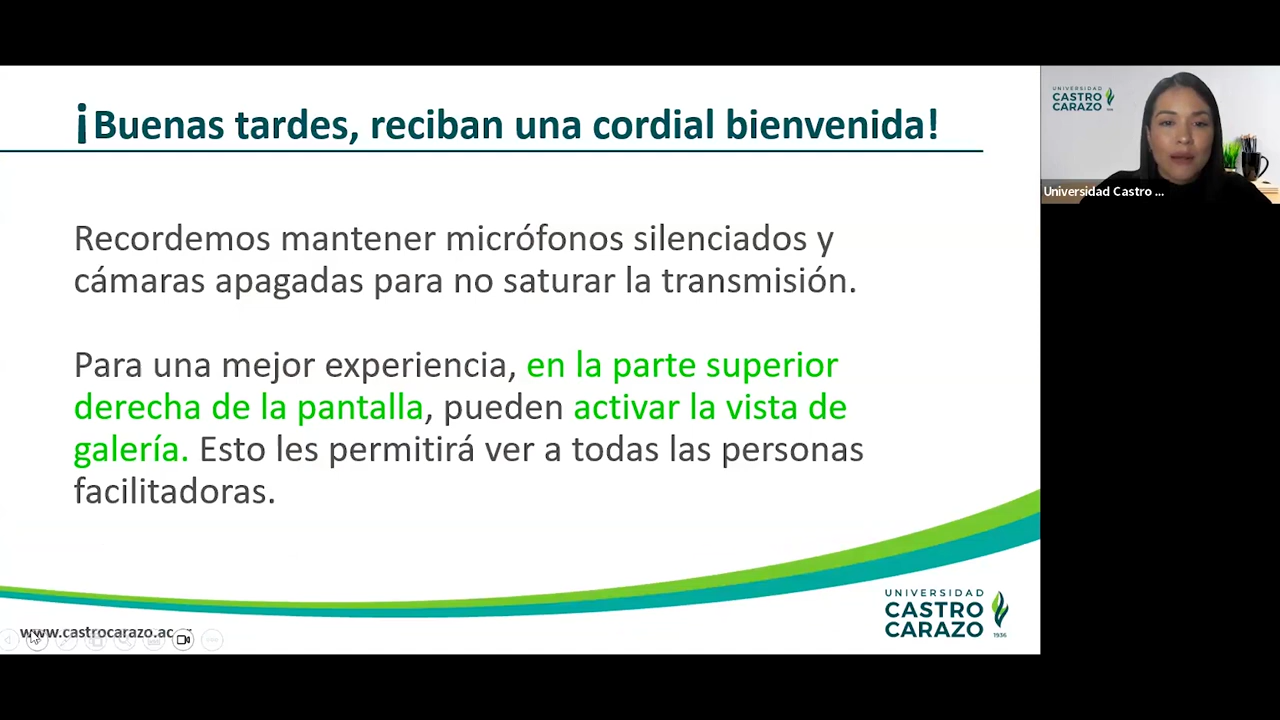 ¡Buenas tardes, reciban una cordial bienvenida!
Recordemos mantener micrófonos silenciados y
cámaras apagadas para no saturar la transmisión.
Para una mejor experiencia, en la parte superior
derecha de la pantalla, pueden activar la vista de
galería. Esto les permitirá ver a todas las personas
facilitadoras.
www.castrocarazo.ac.cr
UNIVERSIDAD
CASTRO
CARAZO
1936
UNIVERSIDAD
CASTRO
CARAZO
Universidad Castro ...